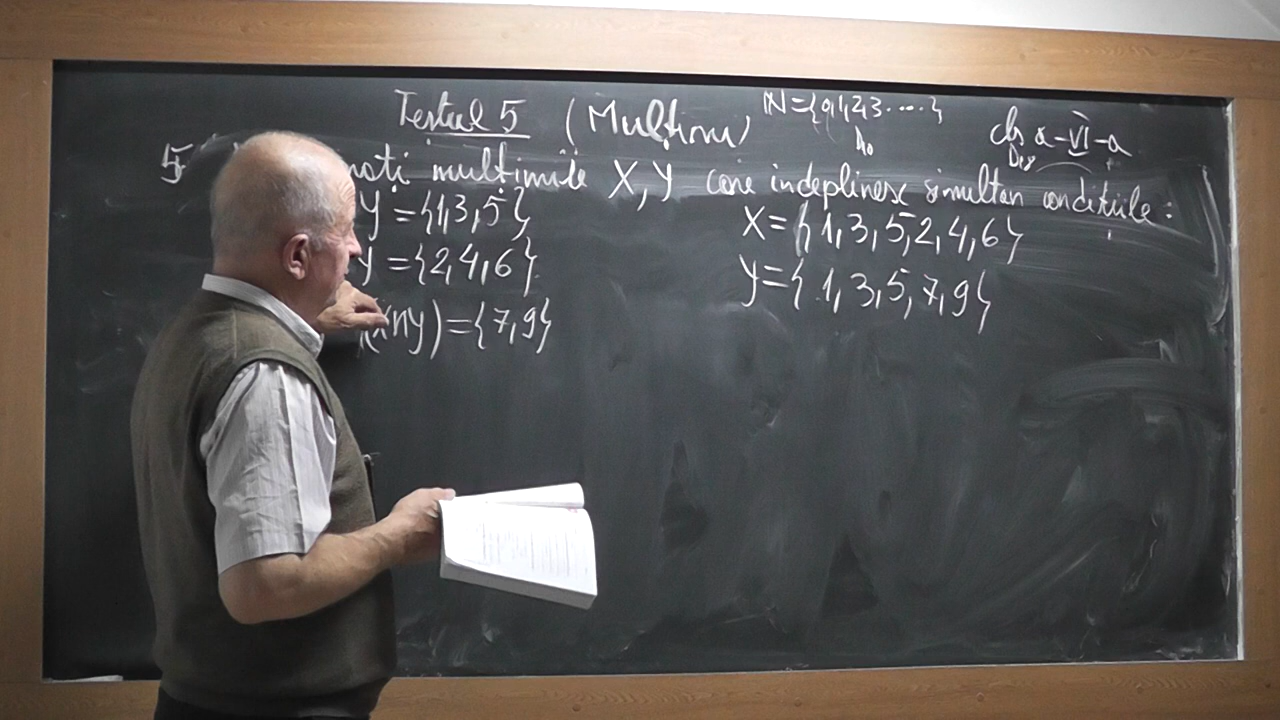 Testul 5 (Mulțimi) N={0,1,2,3....}
cls a-VI-a
5 mulțimile X, Y care îndeplinesc simultan condițiile:
Y={1,3,5} X={1,3,5,2,4,6}
Y={2,4,6} Y={1,3,5,7,9}
(X∩Y)={7,9}